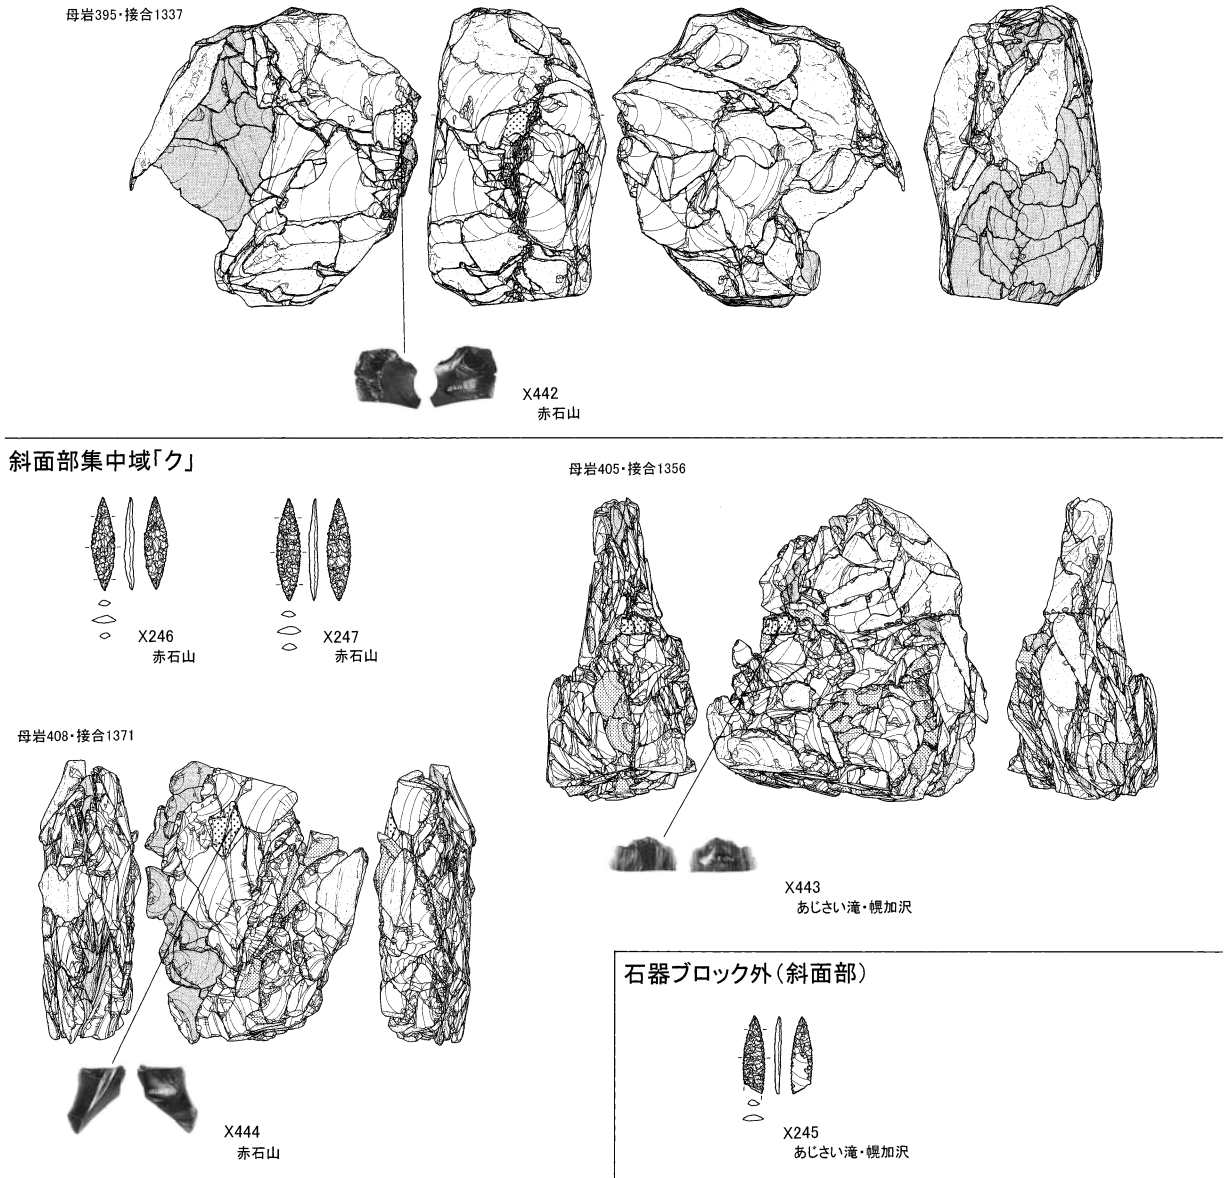 母岩395・接合1337
X442
赤石山
斜面部集中域「ク」
X246
赤石山
X247
赤石山
母岩405・接合1356
X443
あじさい滝・幌加沢
母岩408・接合1371
X444
赤石山
石器ブロック外(斜面部)
X245
あじさい滝・幌加沢